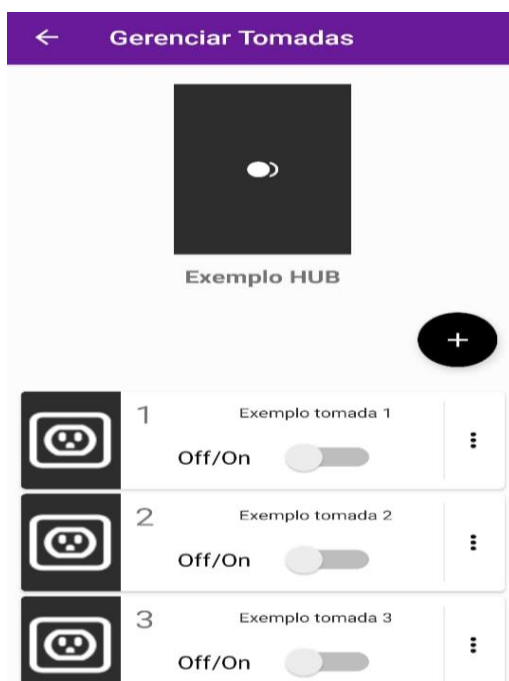 Gerenciar Tomadas
Exemplo HUB
1
Exemplo tomada 1
Off/On
2
Exemplo tomada 2
Off/On
3
Exemplo tomada 3
Off/On